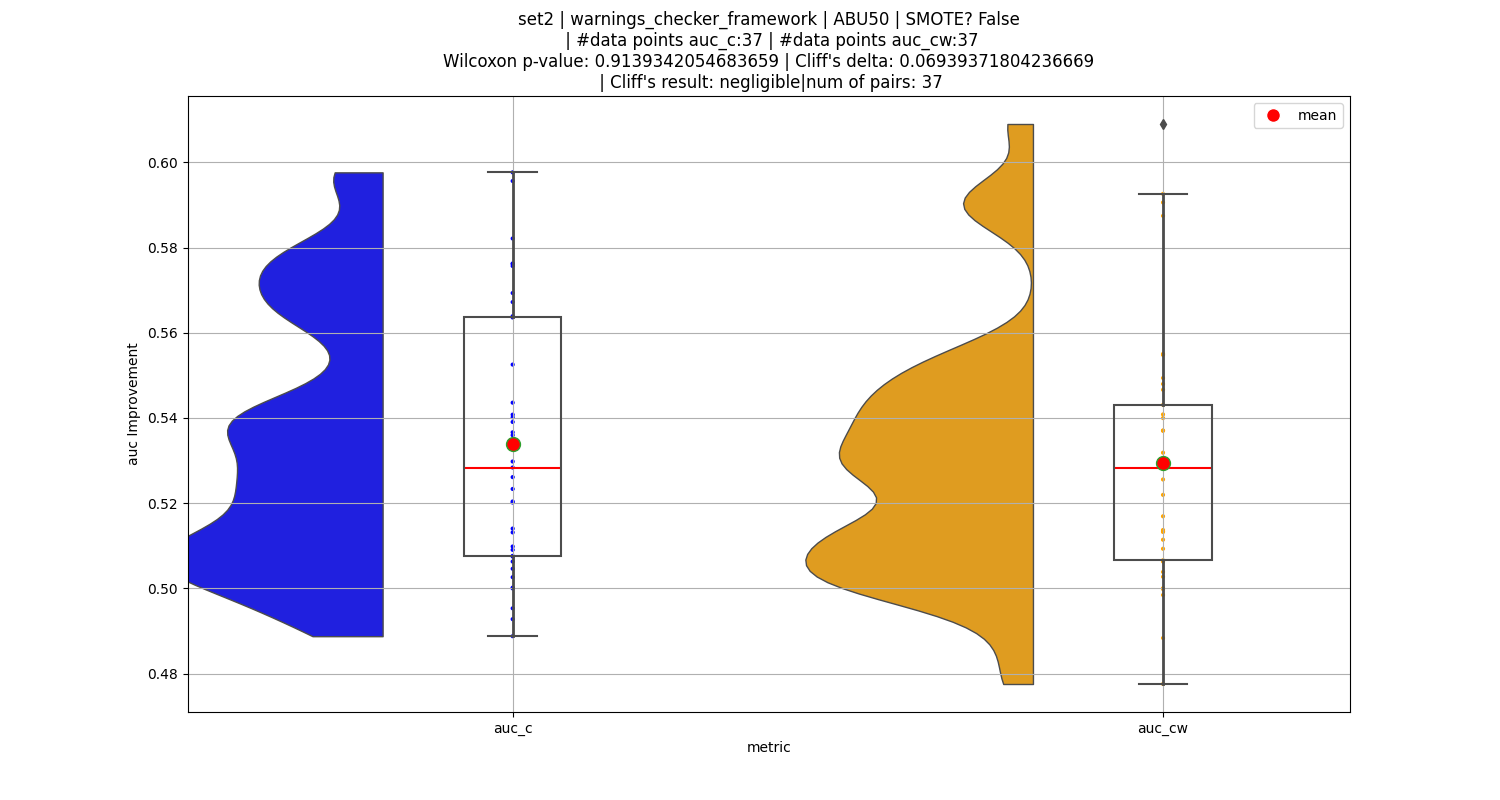 set2 | warnings_checker_framework | ABU50 | SMOTE? False
| #data points auc_c:37 | #data points auc_cw:37
Wilcoxon p-value: 0.9139342054683659 | Cliff's delta: 0.06939371804236669
| Cliff's result: negligible|num of pairs: 37
mean
0.60
0.58
0.56
0.54
0.52
0.50
0.48
auc Improvement
auc_c
auc_cw
metric